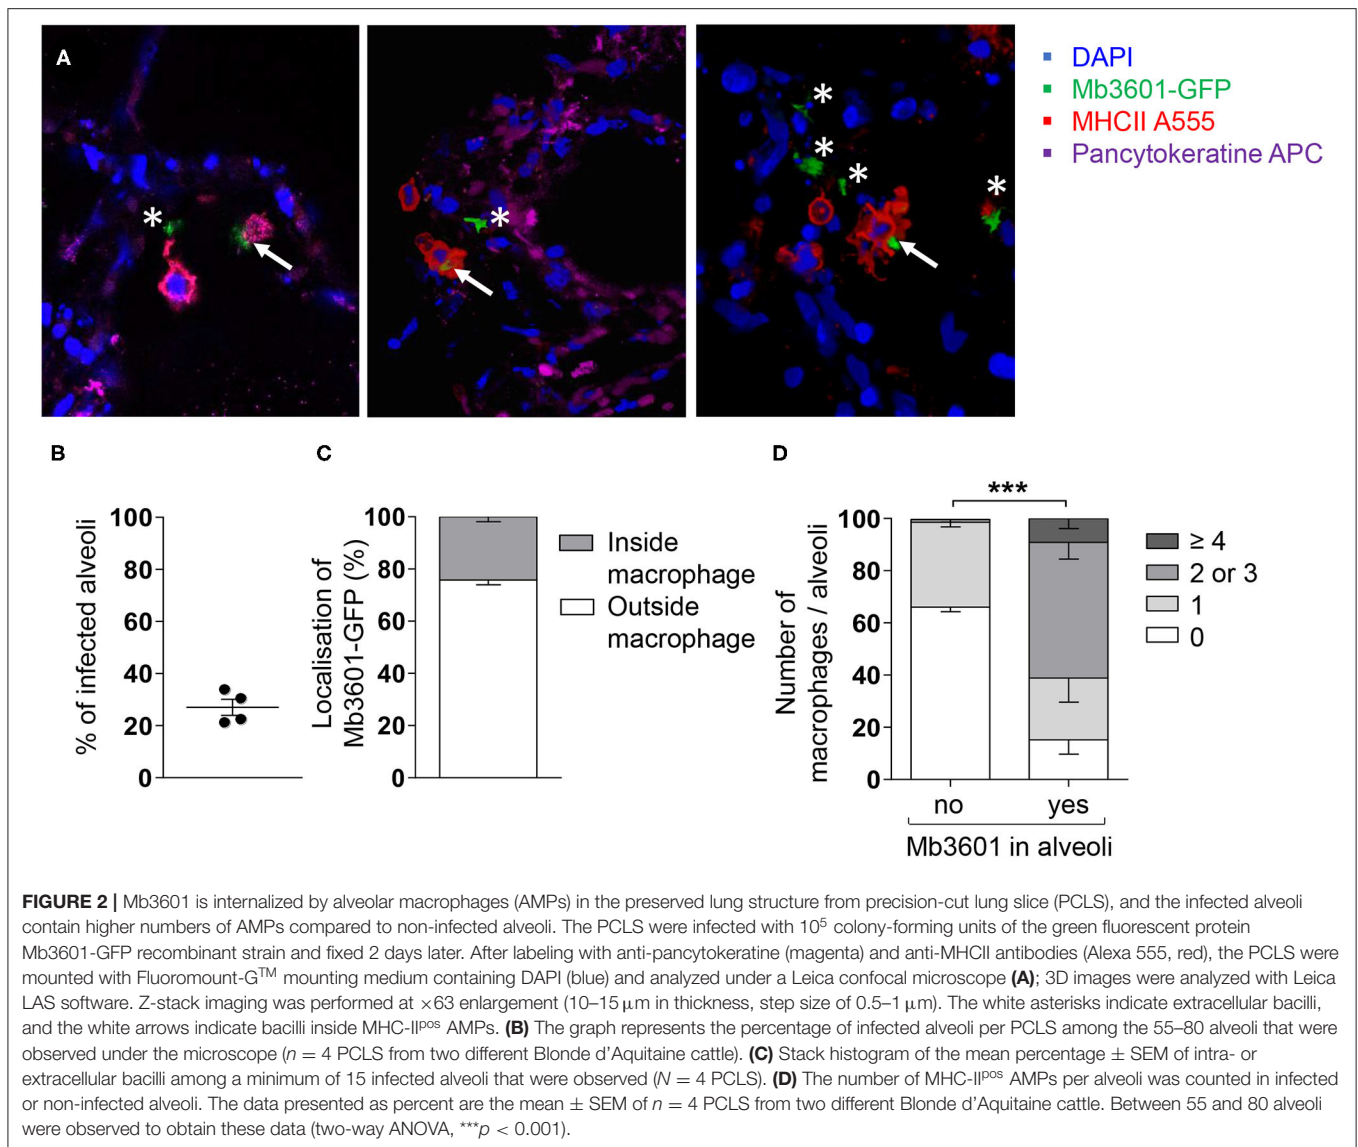 A
DAPI
Mb3601-GFP
MHCII A555
Pancytokeratine APC
*
*
*
*
*
*
B
% of infected alveoli
100
80
60
40
20
0
C
Localisation of
Mb3601-GFP (%)
100
80
60
40
20
0
Inside
macrophage
Outside
macrophage
D
Number of
macrophages / alveoli
100
80
60
40
20
0
***
no
yes
Mb3601 in alveoli
≥ 4
2 or 3
1
0
FIGURE 2 | Mb3601 is internalized by alveolar macrophages (AMPs) in the preserved lung structure from precision-cut lung slice (PCLS), and the infected alveoli
contain higher numbers of AMPs compared to non-infected alveoli. The PCLS were infected with 10⁵ colony-forming units of the green fluorescent protein
Mb3601-GFP recombinant strain and fixed 2 days later. After labeling with anti-pancytokeratine (magenta) and anti-MHCII antibodies (Alexa 555, red), the PCLS were
mounted with Fluoromount-G™ mounting medium containing DAPI (blue) and analyzed under a Leica confocal microscope (A); 3D images were analyzed with Leica
LAS software. Z-stack imaging was performed at ×63 enlargement (10–15 μm in thickness, step size of 0.5–1 μm). The white asterisks indicate extracellular bacilli,
and the white arrows indicate bacilli inside MHC-IIᵖᵒˢ AMPs. (B) The graph represents the percentage of infected alveoli per PCLS among the 55–80 alveoli that were
observed under the microscope (n = 4 PCLS from two different Blonde d'Aquitaine cattle). (C) Stack histogram of the mean percentage ± SEM of intra- or
extracellular bacilli among a minimum of 15 infected alveoli that were observed (N = 4 PCLS). (D) The number of MHC-IIᵖᵒˢ AMPs per alveoli was counted in infected
or non-infected alveoli. The data presented as percent are the mean ± SEM of n = 4 PCLS from two different Blonde d'Aquitaine cattle. Between 55 and 80 alveoli
were observed to obtain these data (two-way ANOVA, ***p < 0.001).